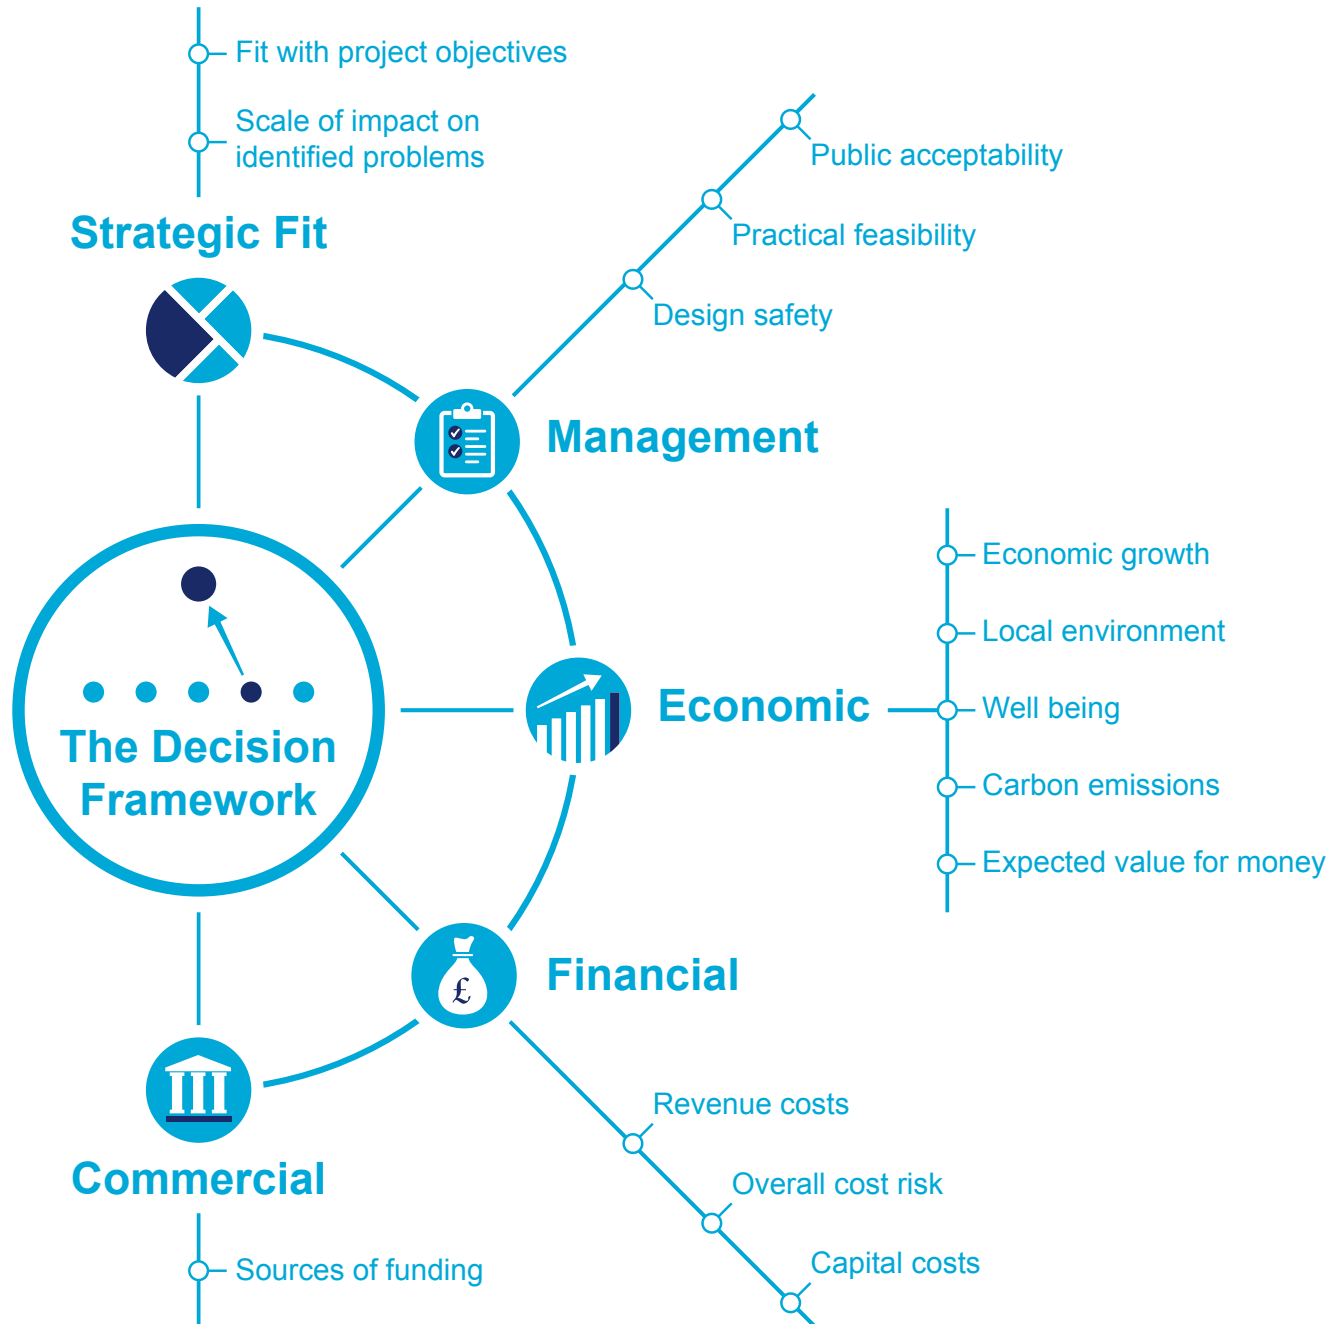 Fit with project objectives
Scale of impact on
identified problems
Strategic Fit
Public acceptability
Practical feasibility
Design safety
Management
Economic growth
Local environment
Economic
Well being
Carbon emissions
Expected value for money
The Decision
Framework
Financial
£
Revenue costs
Overall cost risk
Capital costs
Commercial
Sources of funding